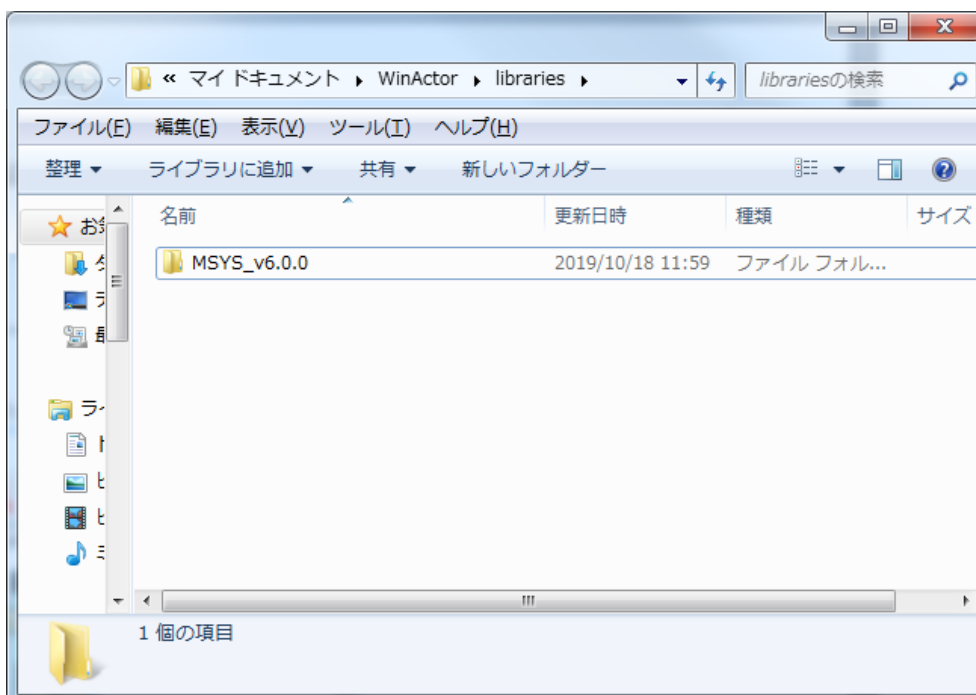 « マイ ドキュメント ▸ WinActor ▸ libraries ▸
librariesの検索
ファイル(F) 編集(E) 表示(V) ツール(T) ヘルプ(H)
整理 ▼ ライブラリに追加 ▼ 共有 ▼ 新しいフォルダー
名前 更新日時 種類 サイズ
MSYS_v6.0.0 2019/10/18 11:59 ファイル フォル...
お
ラ
1 個の項目